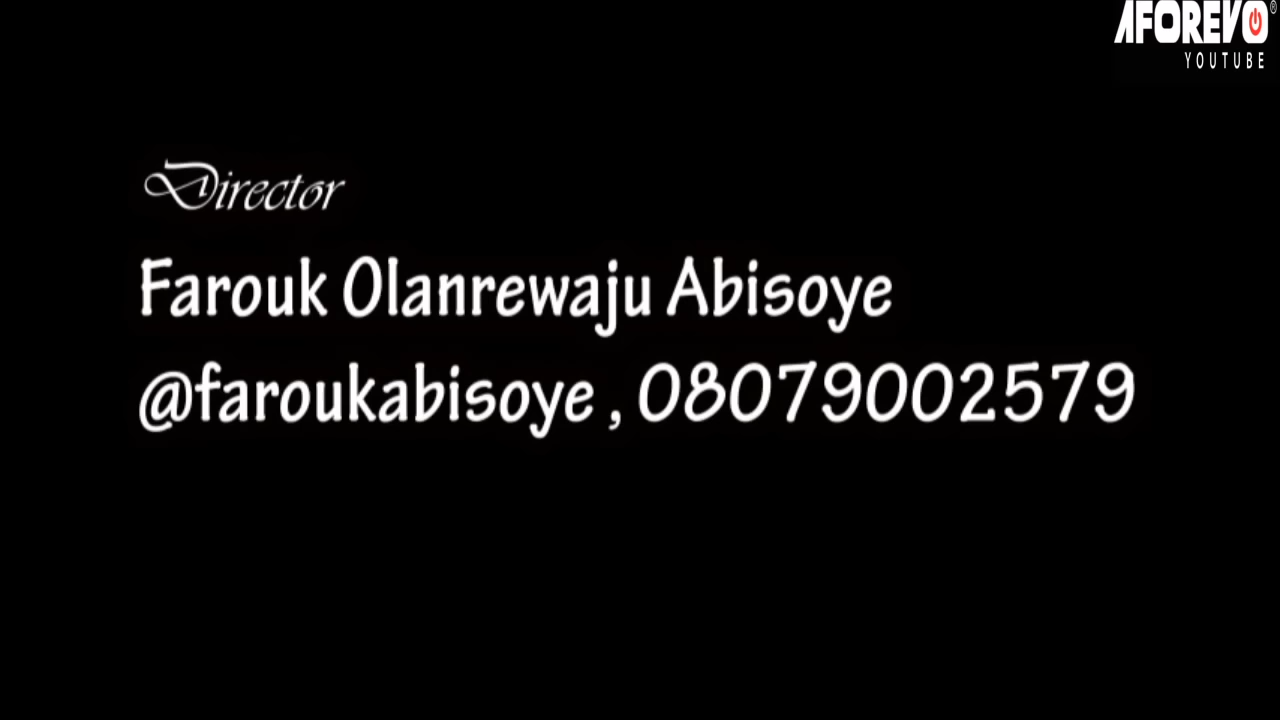 AFOREVO®
YOUTUBE
Director
Farouk Olanrewaju Abisoye
@faroukabisoye , 08079002579